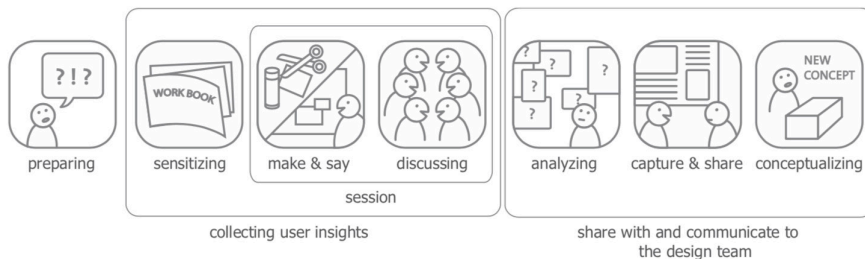 ?!?
WORK BOOK
?
?
?
?
?
NEW
CONCEPT
preparing
sensitizing
make & say
discussing
analyzing
capture & share
conceptualizing
session
collecting user insights
share with and communicate to
the design team